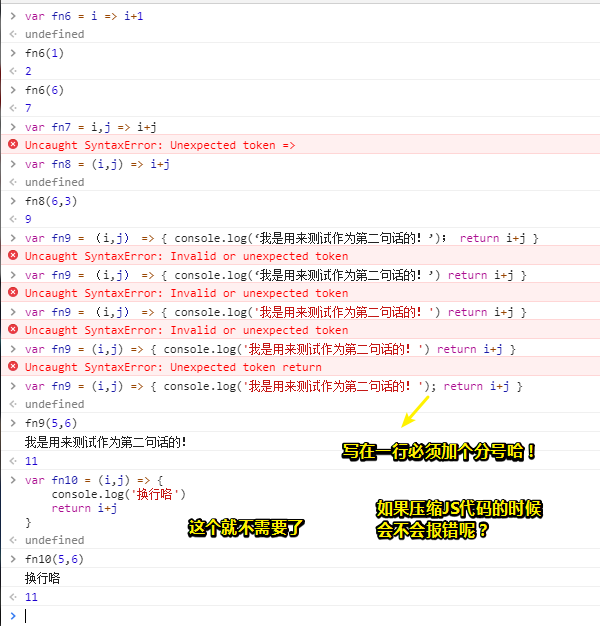 var fn6 = i => i+1
undefined
fn6(1)
2
fn6(6)
7
var fn7 = i,j => i+j
Uncaught SyntaxError: Unexpected token =>
var fn8 = (i,j) => i+j
undefined
fn8(6,3)
9
var fn9 = （i,j） => { console.log(‘我是用来测试作为第二句话的！’)； return i+j }
Uncaught SyntaxError: Invalid or unexpected token
var fn9 = （i,j） => { console.log(‘我是用来测试作为第二句话的！’) return i+j }
Uncaught SyntaxError: Invalid or unexpected token
var fn9 = （i,j） => { console.log('我是用来测试作为第二句话的！') return i+j }
Uncaught SyntaxError: Invalid or unexpected token
var fn9 = (i,j) => { console.log('我是用来测试作为第二句话的！') return i+j }
Uncaught SyntaxError: Unexpected token return
var fn9 = (i,j) => { console.log('我是用来测试作为第二句话的！'); return i+j }
undefined
fn9(5,6)
我是用来测试作为第二句话的！
写在一行必须加个分号哈！
11
var fn10 = (i,j) => {
console.log('换行咯')
return i+j
}
这个就不需要了
如果压缩JS代码的时候
会不会报错呢？
undefined
fn10(5,6)
换行咯
11